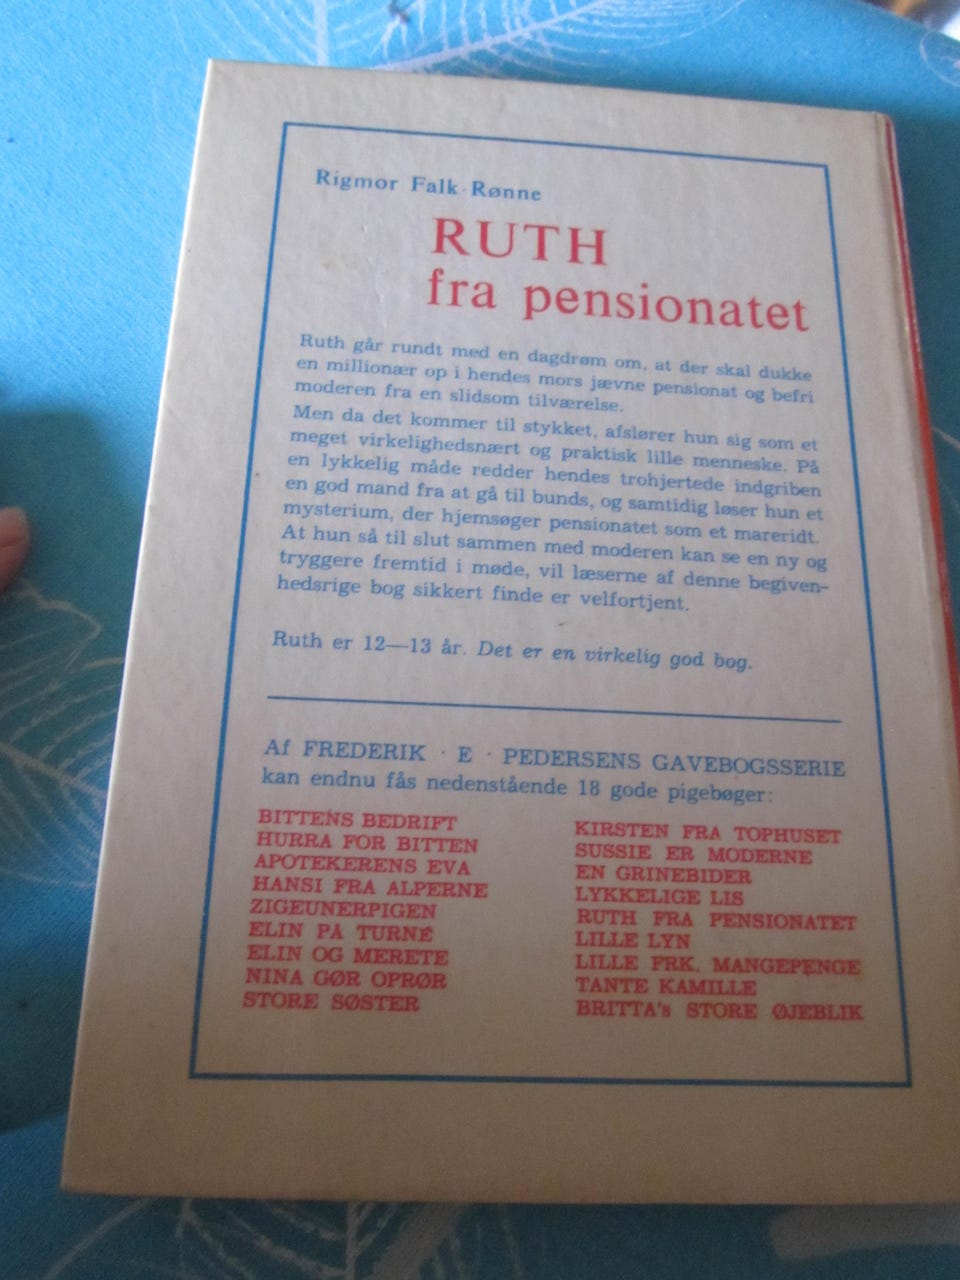 Rigmor Falk-Rønne
RUTH
fra pensionatet
Ruth går rundt med en dagdrøm om, at der skal dukke
en millionær op i hendes mors jævne pensionat og befri
moderen fra en slidsom tilværelse.
Men da det kommer til stykket, afslører hun sig som et
meget virkelighedsnært og praktisk lille menneske. På
en lykkelig måde redder hendes trohjertede indgriben
en god mand fra at gå til bunds, og samtidig løser hun et
mysterium, der hjemsøger pensionatet som et mareridt.
At hun så til slut sammen med moderen kan se en ny og
tryggere fremtid i møde, vil læserne af denne begiven-
hedsrige bog sikkert finde er velfortjent.
Ruth er 12—13 år. Det er en virkelig god bog.
Af FREDERIK · E · PEDERSENS GAVEBOGSSERIE
kan endnu fås nedenstående 18 gode pigebøger:
BITTENS BEDRIFT
HURRA FOR BITTEN
APOTEKERENS EVA
HANSI FRA ALPERNE
ZIGEUNERPIGEN
ELIN PÅ TURNÉ
ELIN OG MERETE
NINA GØR OPRØR
STORE SØSTER
KIRSTEN FRA TOPHUSET
SUSSIE ER MODERNE
EN GRINEBIDER
LYKKELIGE LIS
RUTH FRA PENSIONATET
LILLE LYN
LILLE FRK. MANGEPENGE
TANTE KAMILLE
BRITTA's STORE ØJEBLIK